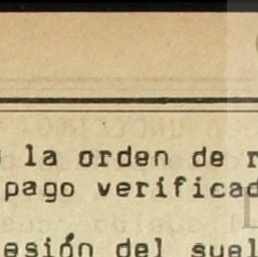 la orden de r
pago verificad
esión del suel